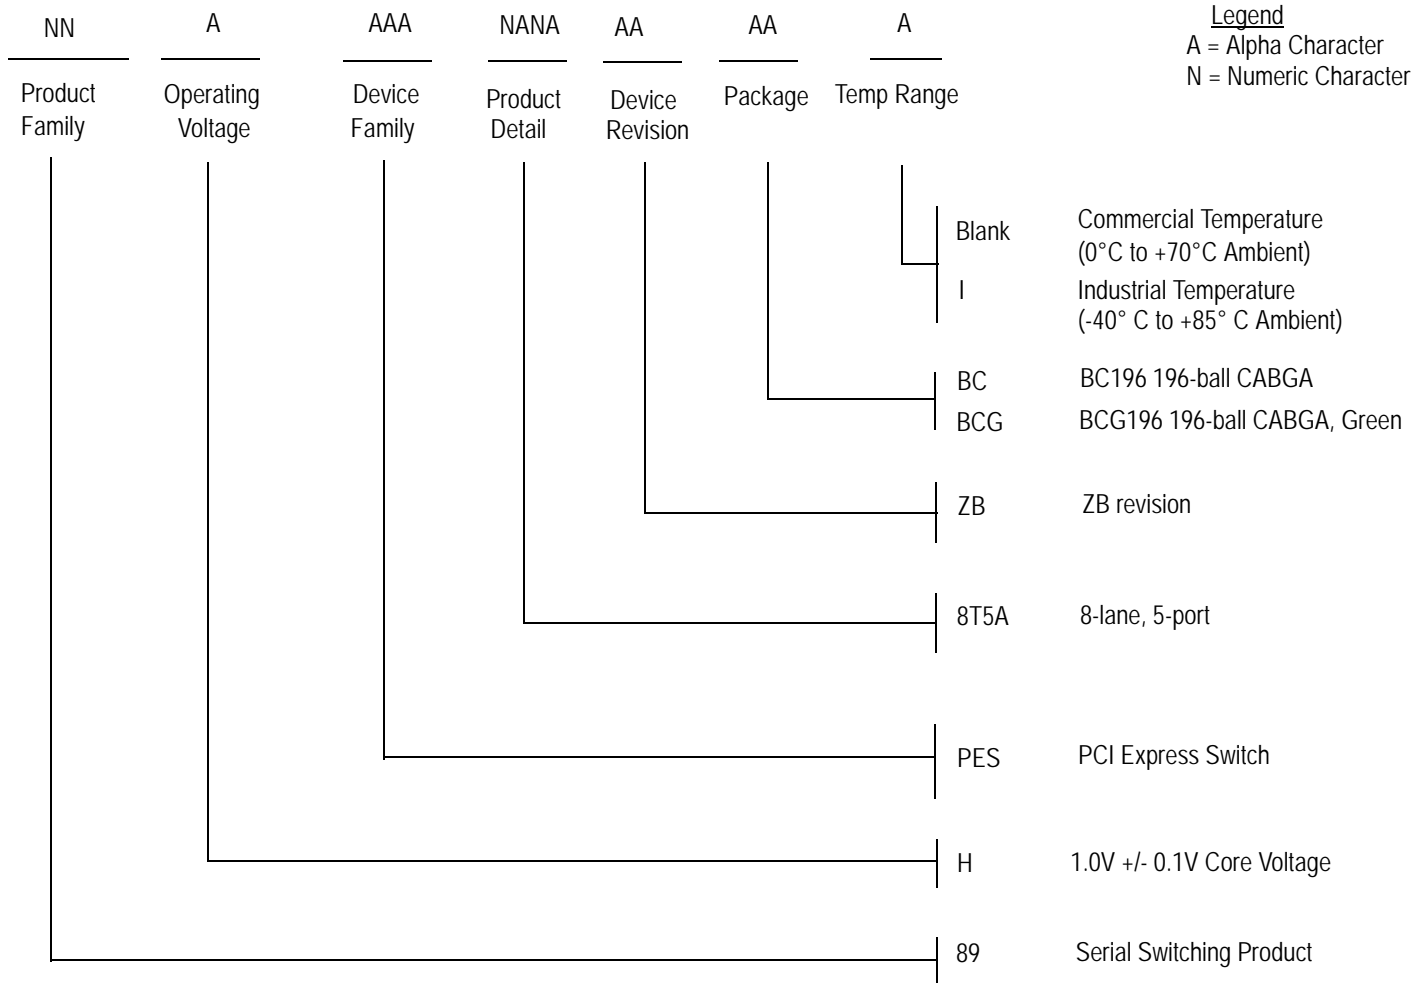 NN A AAA NANA AA AA A
Legend
A = Alpha Character
N = Numeric Character
Product Family
Operating Voltage
Device Family
Product Detail
Device Revision
Package
Temp Range
Blank Commercial Temperature
(0°C to +70°C Ambient)
I Industrial Temperature
(-40° C to +85° C Ambient)
BC BC196 196-ball CABGA
BCG BCG196 196-ball CABGA, Green
ZB ZB revision
8T5A 8-lane, 5-port
PES PCI Express Switch
H 1.0V +/- 0.1V Core Voltage
89 Serial Switching Product